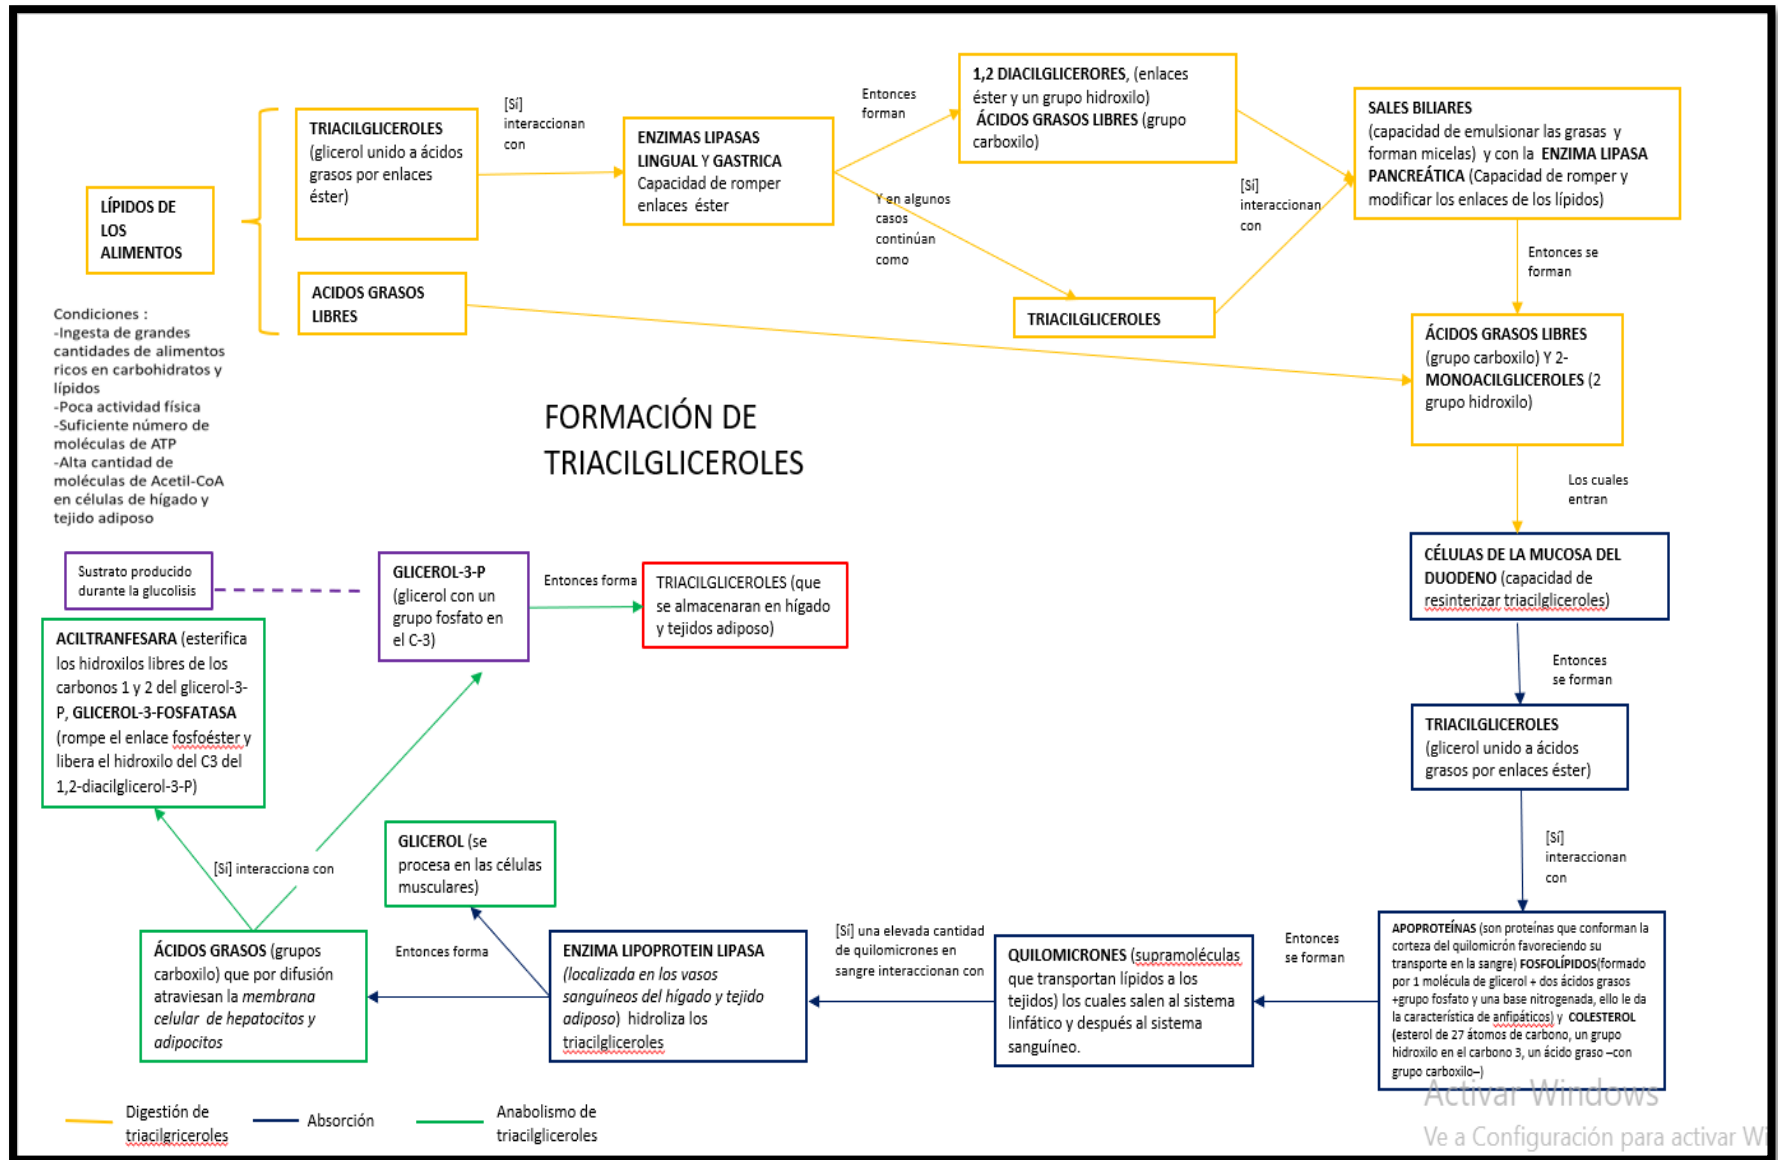 LÍPIDOS DE
LOS
ALIMENTOS
TRIACILGLICEROLES
(glicerol unido a ácidos
grasos por enlaces
éster)
ACIDOS GRASOS
LIBRES
[Sí]
interaccionan
con
ENZIMAS LIPASAS
LINGUAL Y GASTRICA
Capacidad de romper
enlaces éster
Entonces
forman
1,2 DIACILGLICERORES, (enlaces
éster y un grupo hidroxilo)
ÁCIDOS GRASOS LIBRES (grupo
carboxilo)
Y en algunos
casos
continúan
como
TRIACILGLICEROLES
[Sí]
interaccionan
con
SALES BILIARES
(capacidad de emulsionar las grasas y
forman micelas) y con la ENZIMA LIPASA
PANCREÁTICA (Capacidad de romper y
modificar los enlaces de los lípidos)
Entonces se
forman
ÁCIDOS GRASOS LIBRES
(grupo carboxilo) Y 2-
MONOACILGLICEROLES (2
grupo hidroxilo)
Los cuales
entran
CÉLULAS DE LA MUCOSA DEL
DUODENO (capacidad de
resinterizar triacilgliceroles)
Entonces
se forman
TRIACILGLICEROLES
(glicerol unido a ácidos
grasos por enlaces éster)
[Sí]
interaccionan
con
APOPROTEÍNAS (son proteínas que conforman la
corteza del quilomicrón favoreciendo su
transporte en la sangre) FOSFOLÍPIDOS(formado
por 1 molécula de glicerol + dos ácidos grasos
+grupo fosfato y una base nitrogenada, ello le da
la característica de anfipáticos) y COLESTEROL
(esterol de 27 átomos de carbono, un grupo
hidroxilo en el carbono 3, un ácido graso –con
grupo carboxilo–)
Entonces
se forman
QUILOMICRONES (supramoléculas
que transportan lípidos a los
tejidos) los cuales salen al sistema
linfático y después al sistema
sanguíneo.
[Sí] una elevada cantidad
de quilomicrones en
sangre interaccionan con
ENZIMA LIPOPROTEIN LIPASA
(localizada en los vasos
sanguíneos del hígado y tejido
adiposo) hidroliza los
triacilgliceroles
GLICEROL (se
procesa en las células
musculares)
Entonces forma
ÁCIDOS GRASOS (grupos
carboxilo) que por difusión
atraviesan la membrana
celular de hepatocitos y
adipocitos
[Sí] interacciona con
ACILTRANFESARA (esterifica
los hidroxilos libres de los
carbonos 1 y 2 del glicerol-3-
P, GLICEROL-3-FOSFATASA
(rompe el enlace fosfoéster y
libera el hidroxilo del C3 del
1,2-diacilglicerol-3-P)
Sustrato producido
durante la glucolisis
GLICEROL-3-P
(glicerol con un
grupo fosfato en
el C-3)
Entonces forma
TRIACILGLICEROLES (que
se almacenaran en hígado
y tejidos adiposo)
Condiciones :
-Ingesta de grandes
cantidades de alimentos
ricos en carbohidratos y
lípidos
-Poca actividad física
-Suficiente número de
moléculas de ATP
-Alta cantidad de
moléculas de Acetil-CoA
en células de hígado y
tejido adiposo
FORMACIÓN DE
TRIACILGLICEROLES
Digestión de
triacilgriceroles
Absorción
Anabolismo de
triacilgliceroles
Activar Windows
Ve a Configuración para activar Wi